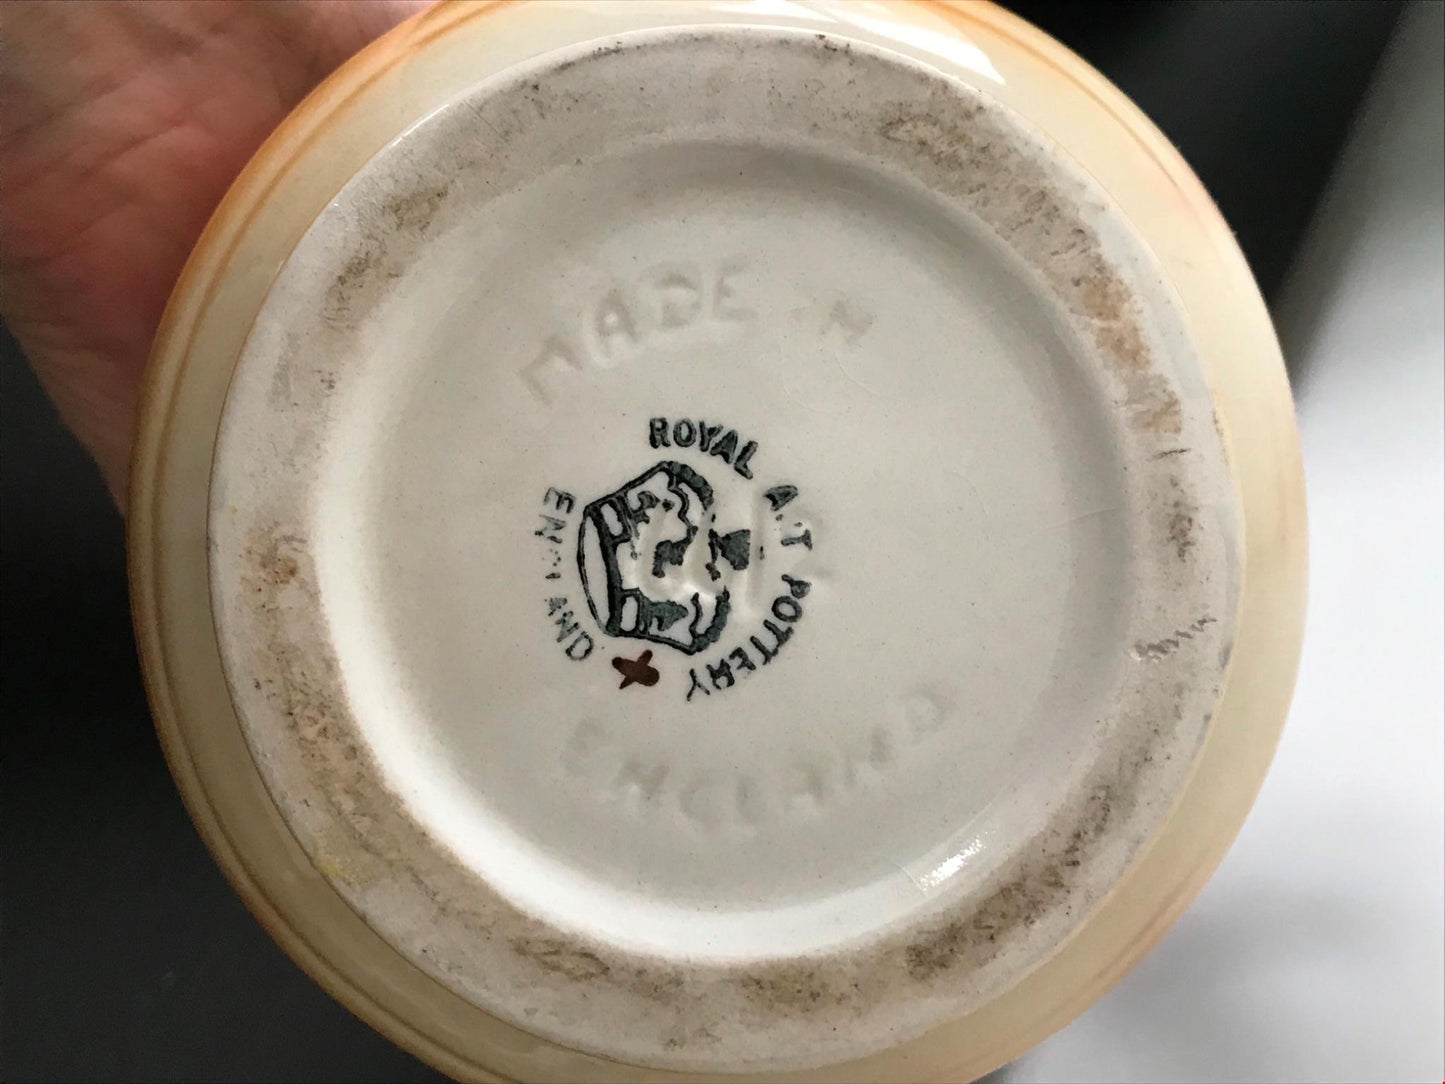 MADE IN
ROYAL ART POTTERY
ENGLAND
ENGLAND